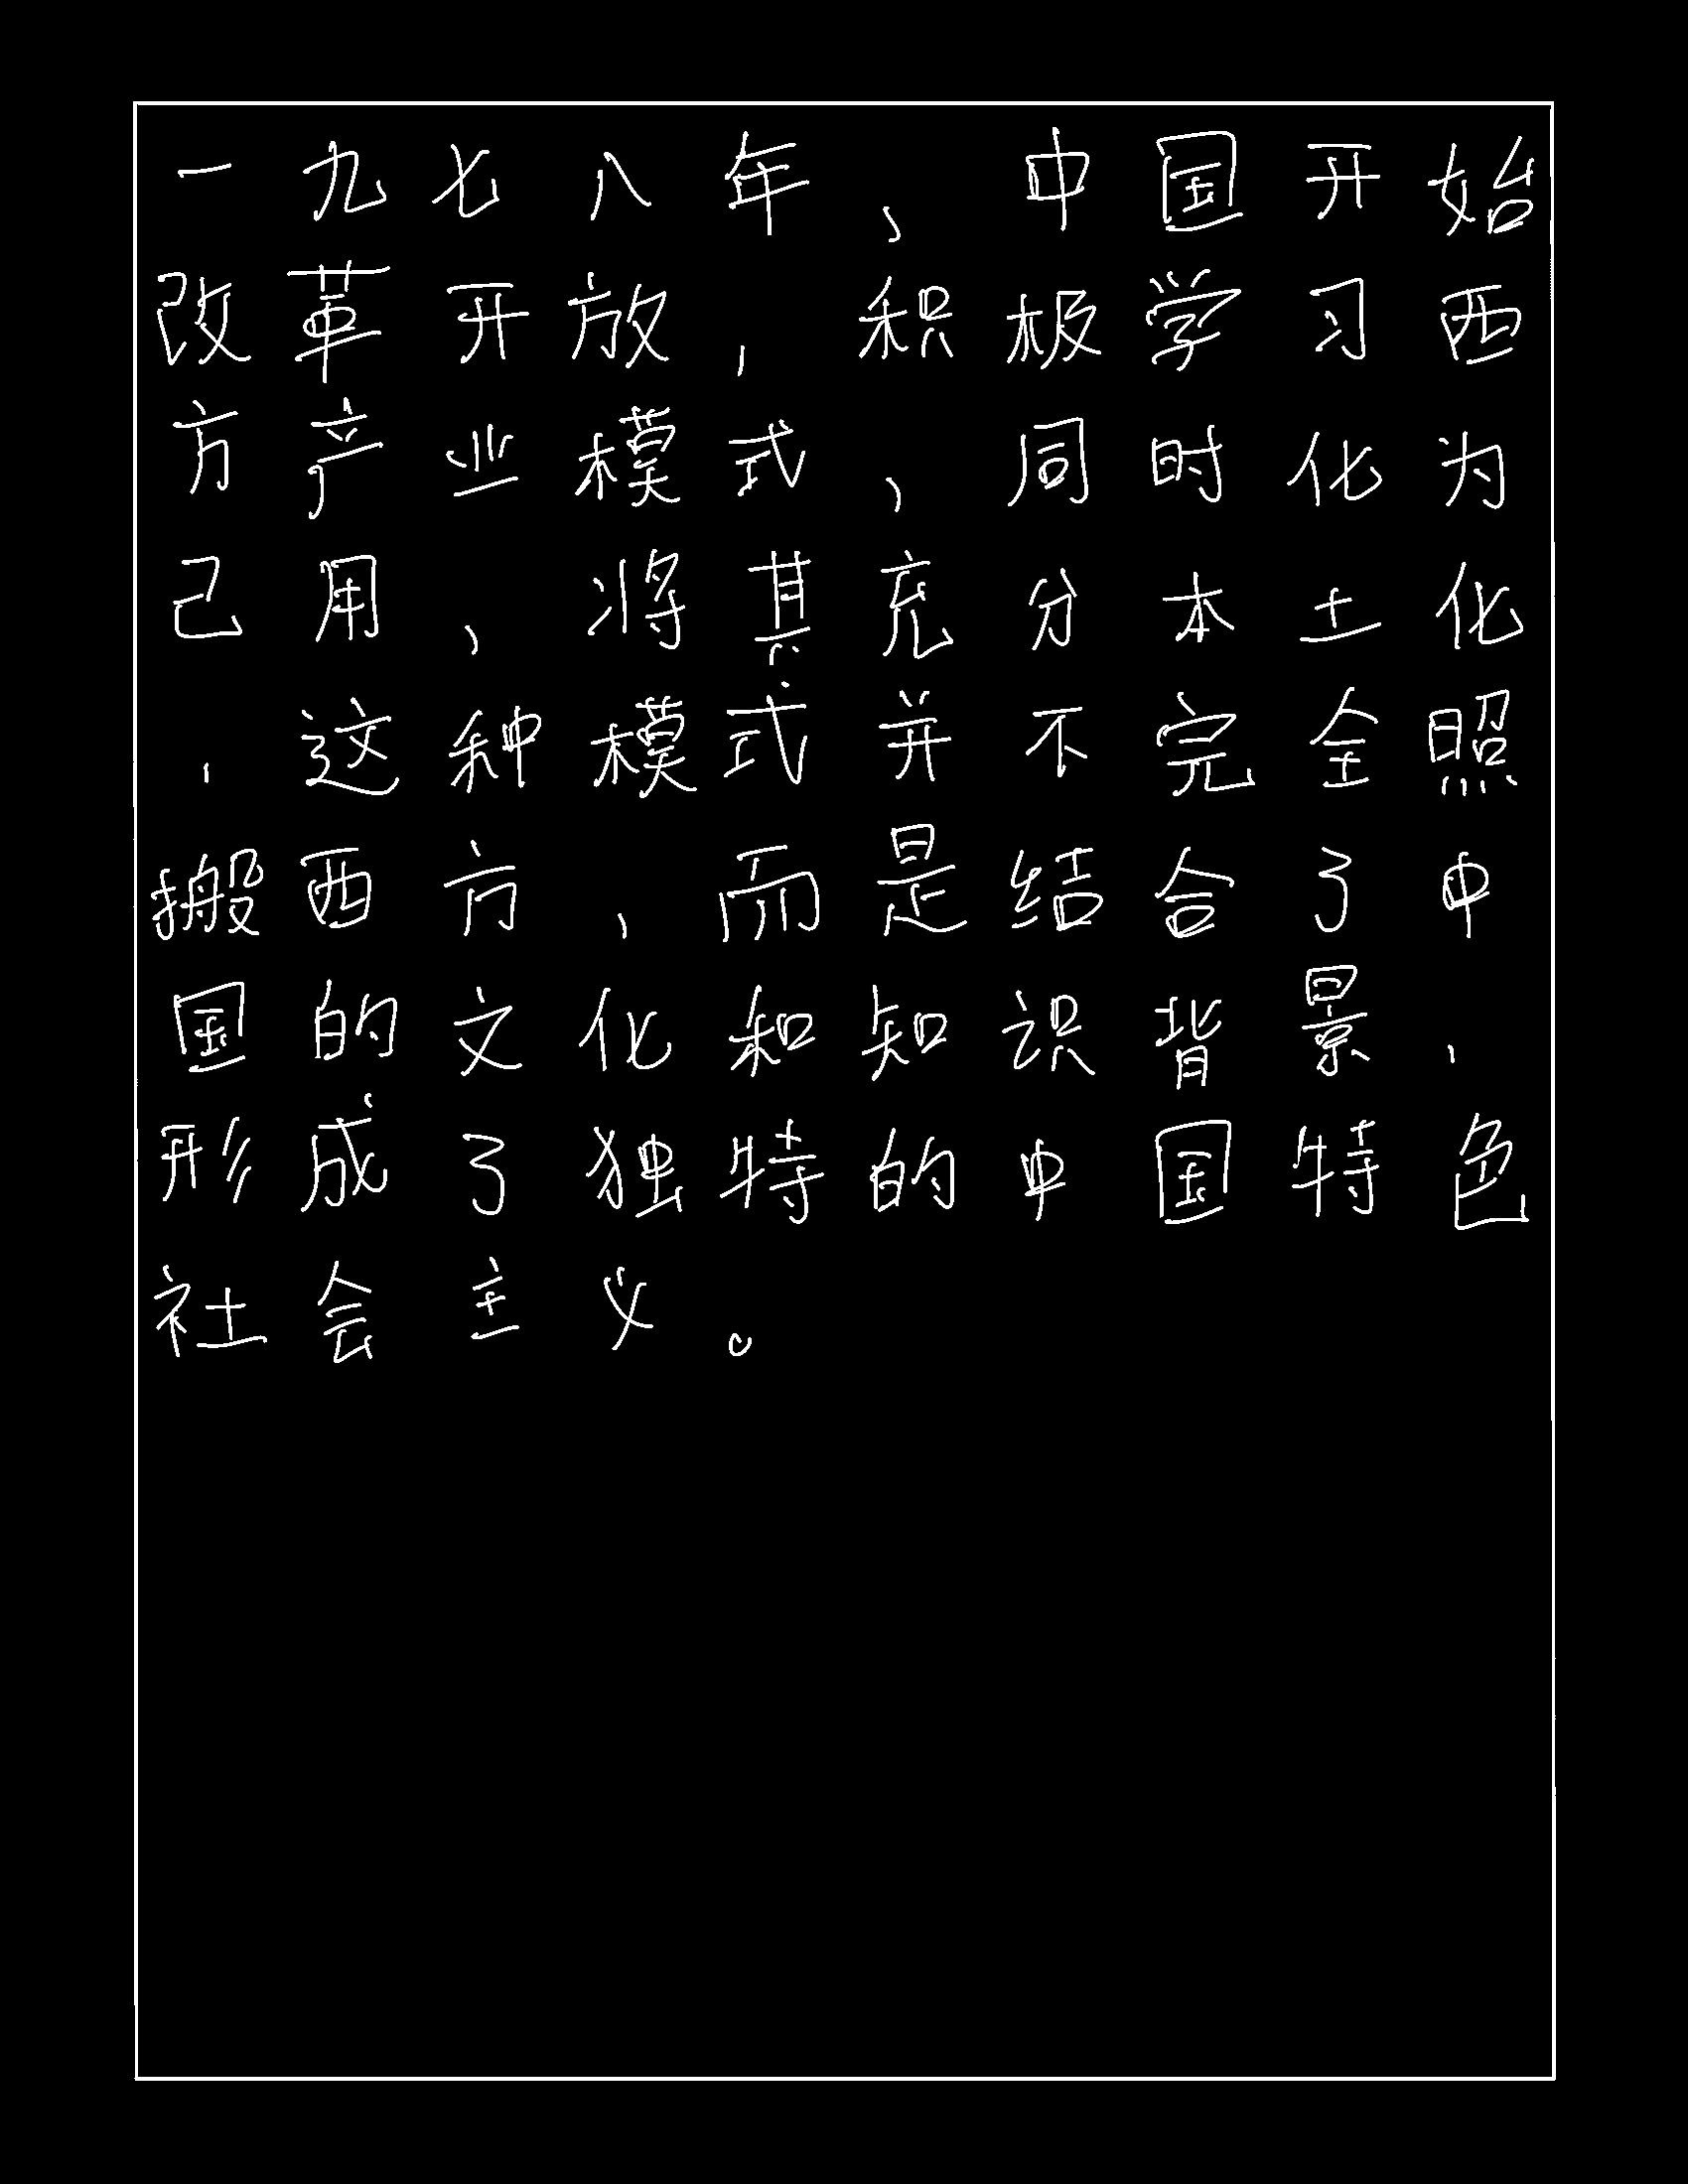 一九七八年，中国开始
改革开放，积极学习西
方产业模式，同时化为
己用，将其充分本土化
，这种模式并不完全照
搬西方，而是结合了中
国的文化和知识背景，
形成了独特的中国特色
社会主义。